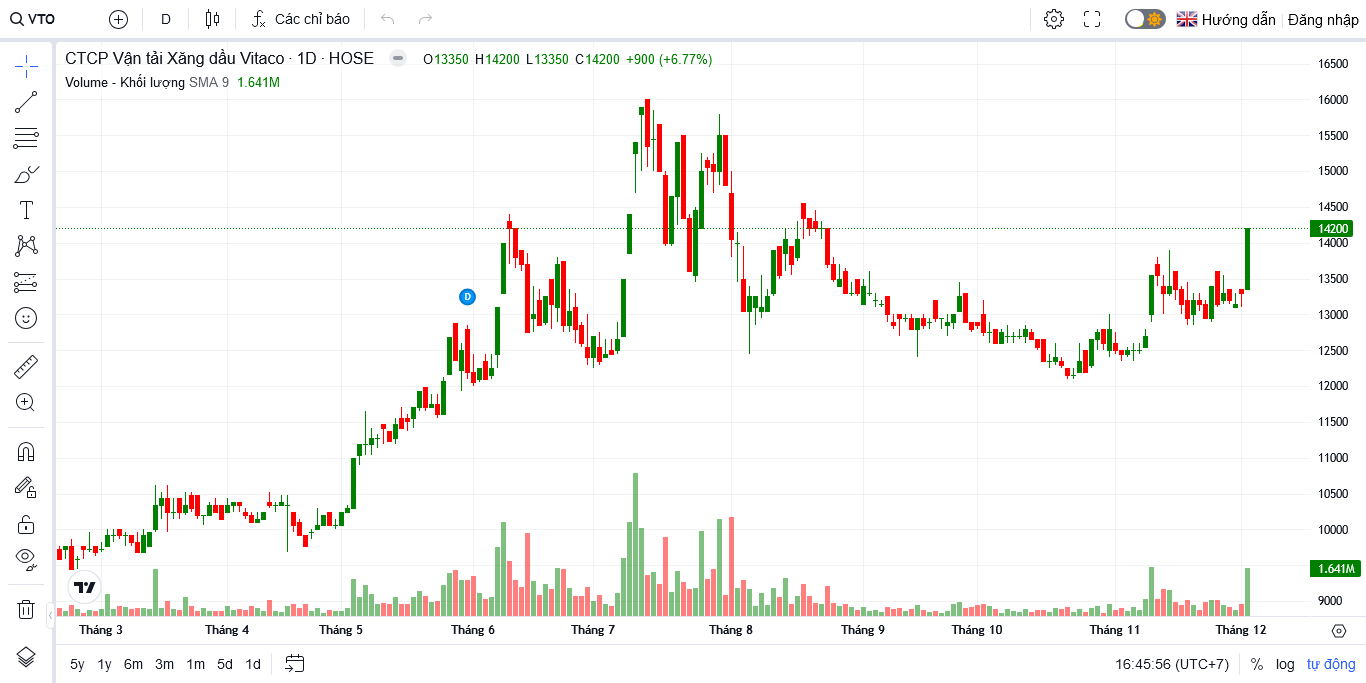 VTO D Các chỉ báo Hướng dẫn Đăng nhập
CTCP Vận tải Xăng dầu Vitaco · 1D · HOSE O13350 H14200 L13350 C14200 +900 (+6.77%)
Volume - Khối lượng SMA 9 1.641M
16500
16000
15500
15000
14500
14200
14000
13500
13000
12500
12000
11500
11000
10500
10000
1.641M
9000
D
Tháng 3 Tháng 4 Tháng 5 Tháng 6 Tháng 7 Tháng 8 Tháng 9 Tháng 10 Tháng 11 Tháng 12
5y 1y 6m 3m 1m 5d 1d 16:45:56 (UTC+7) % log tự động